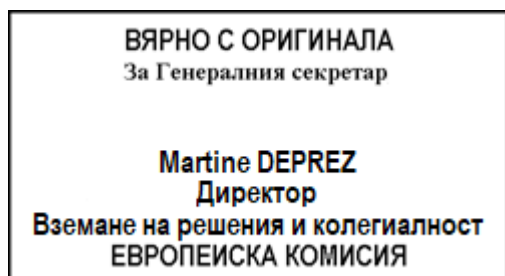 ВЯРНО С ОРИГИНАЛА
За Генералния секретар
Martine DEPREZ
Директор
Вземане на решения и колегиалност
ЕВРОПЕИСКА КОМИСИЯ